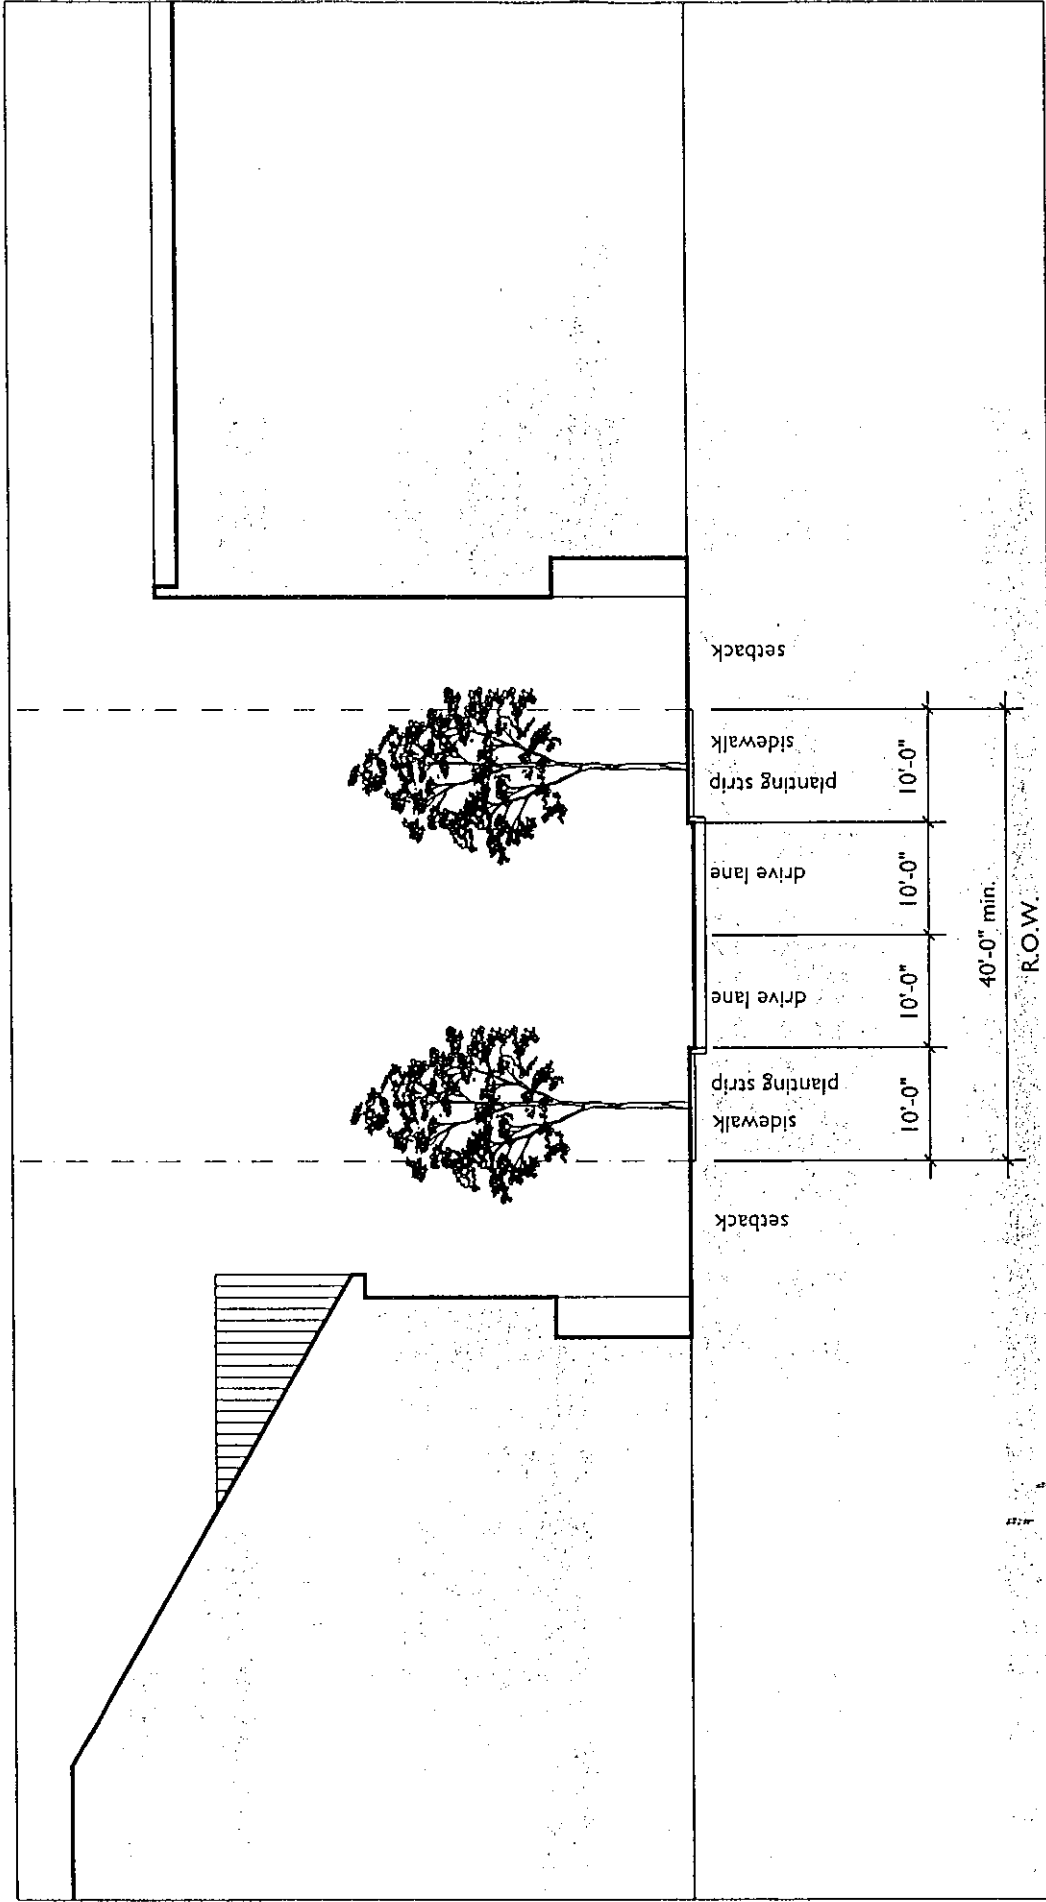 setback
sidewalk
planting strip
drive lane
drive lane
planting strip
sidewalk
setback
10'-0"
10'-0"
10'-0"
10'-0"
40'-0" min.
R.O.W.